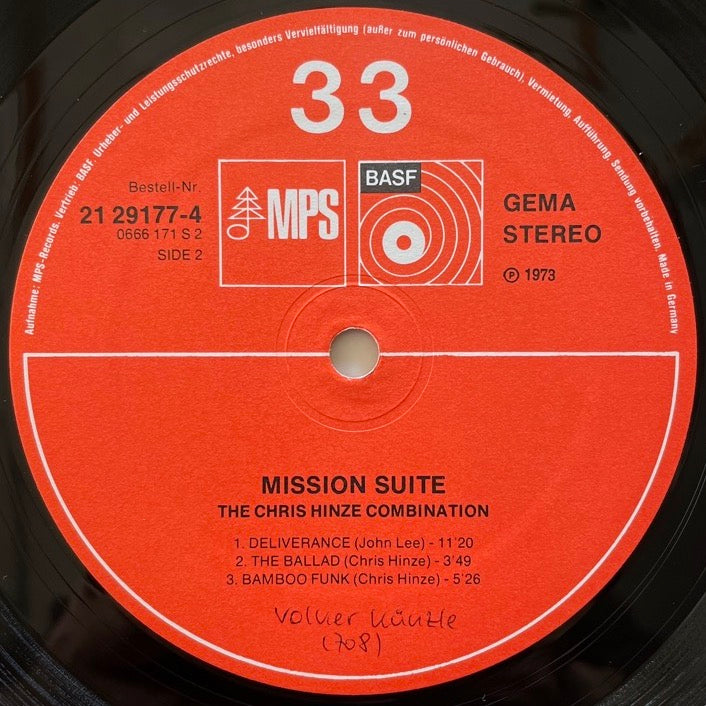 Aufnahme: MPS-Records. Vertrieb: BASF. Urheber- und Leistungsschutzrechte, besonders Vervielfältigung (außer zum persönlichen Gebrauch), Vermietung, Aufführung, Sendung vorbehalten. Made in Germany
33
Bestell-Nr.
21 29177-4
0666 171 S 2
SIDE 2
MPS
BASF
GEMA
STEREO
Ⓟ 1973
MISSION SUITE
THE CHRIS HINZE COMBINATION
1. DELIVERANCE (John Lee) - 11'20
2. THE BALLAD (Chris Hinze) - 3'49
3. BAMBOO FUNK (Chris Hinze) - 5'26
Volker Künzle
(708)